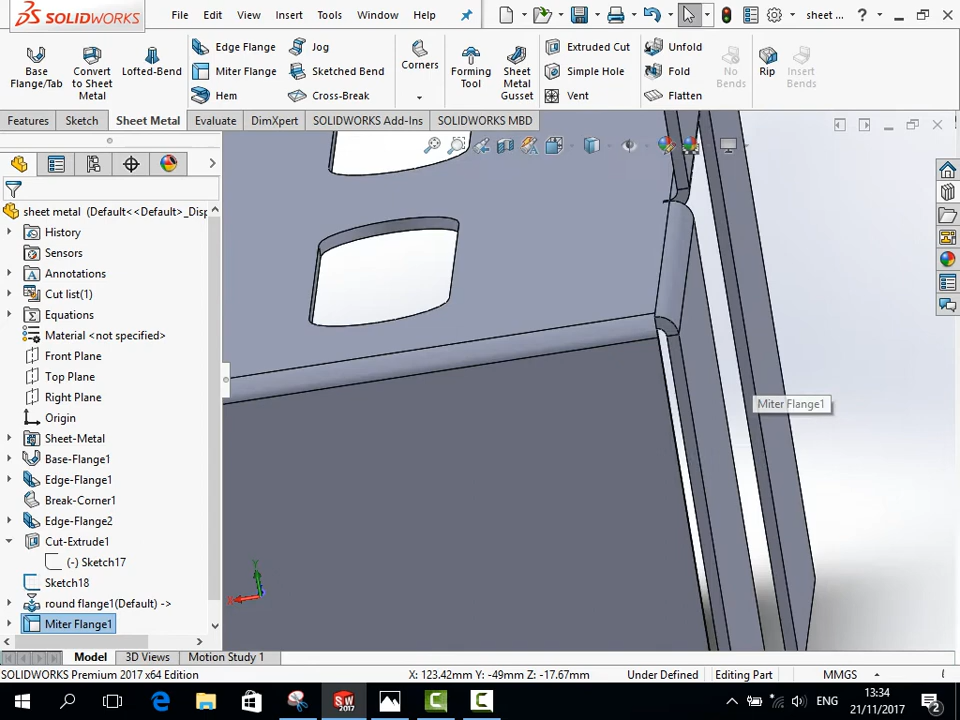 SOLIDWORKS File Edit View Insert Tools Window Help sheet ... ?
Base Flange/Tab
Convert to Sheet Metal
Lofted-Bend
Edge Flange
Miter Flange
Hem
Jog
Sketched Bend
Cross-Break
Corners
Forming Tool
Sheet Metal Gusset
Extruded Cut
Simple Hole
Vent
Unfold
Fold
Flatten
No Bends
Rip
Insert Bends
Features Sketch Sheet Metal Evaluate DimXpert SOLIDWORKS Add-Ins SOLIDWORKS MBD
sheet metal (Default<<Default>_Disp
History
Sensors
Annotations
Cut list(1)
Equations
Material <not specified>
Front Plane
Top Plane
Right Plane
Origin
Sheet-Metal
Base-Flange1
Edge-Flange1
Break-Corner1
Edge-Flange2
Cut-Extrude1
(-) Sketch17
Sketch18
round flange1(Default) ->
Miter Flange1
Miter Flange1
Y
X
Model 3D Views Motion Study 1
SOLIDWORKS Premium 2017 x64 Edition X: 123.42mm Y: -49mm Z: -17.67mm Under Defined Editing Part MMGS
SW 2017 ENG 13:34 21/11/2017 2